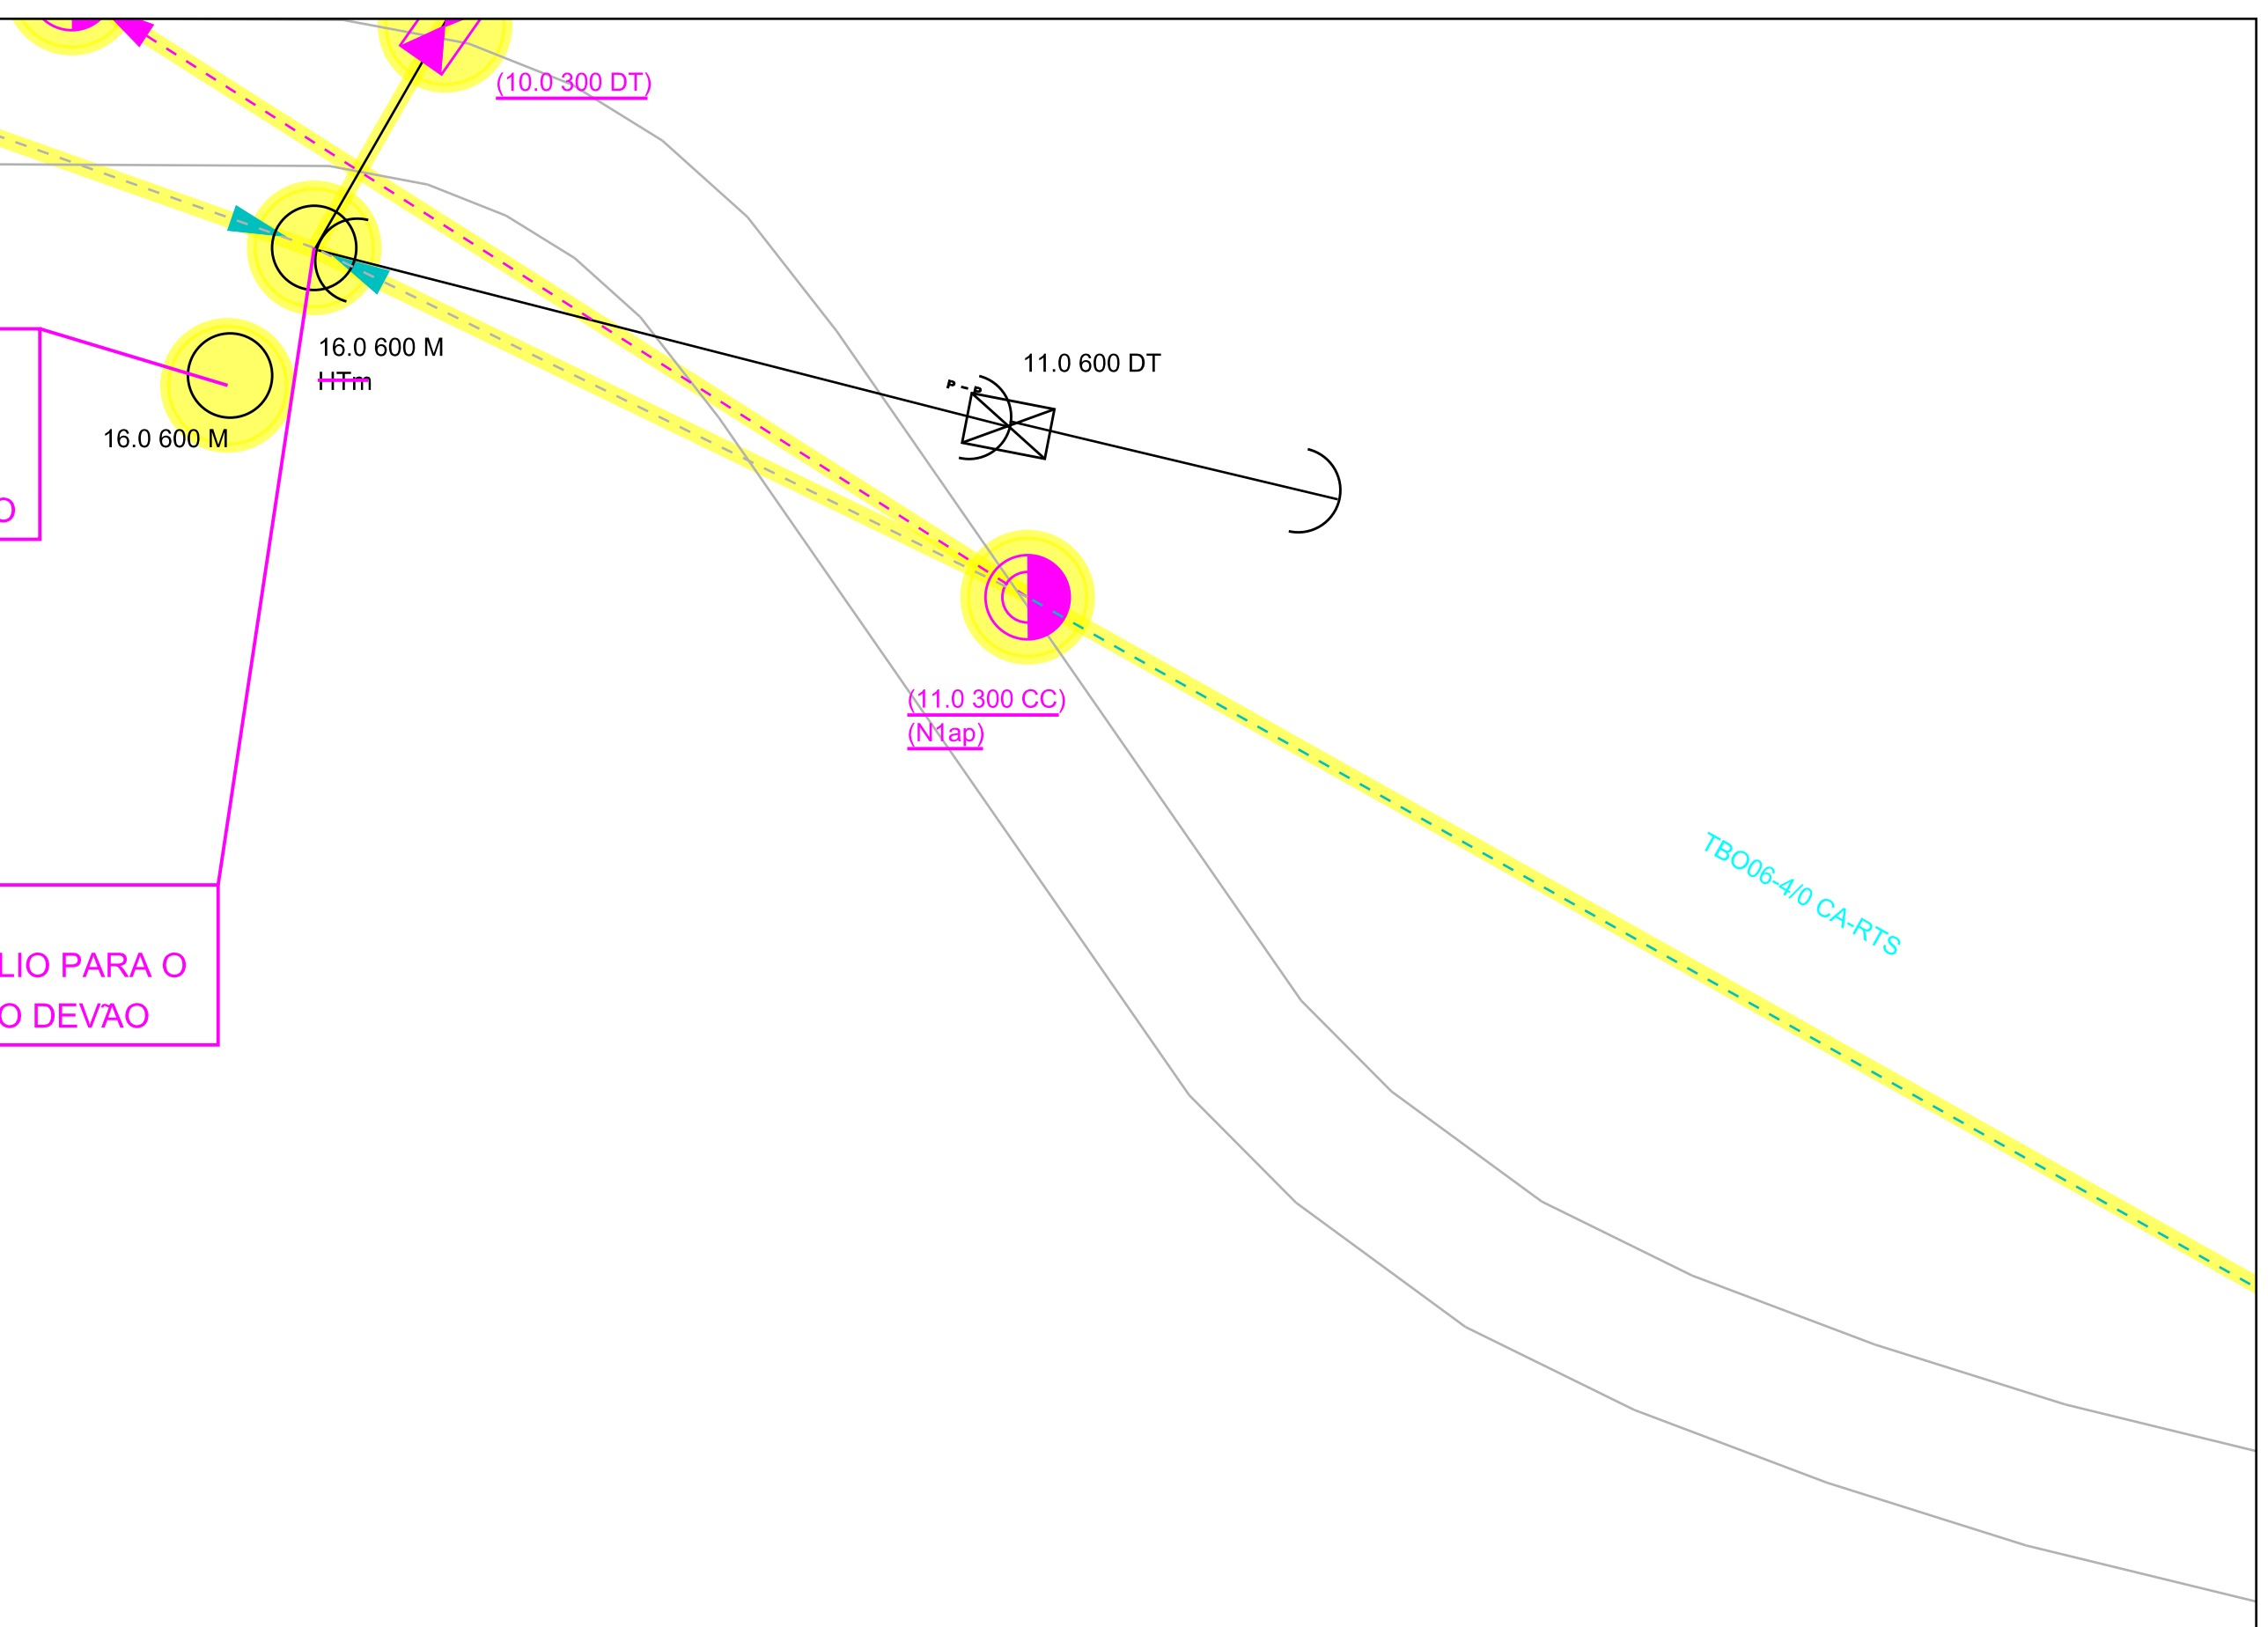 (10.0 300 DT)
16.0 600 M
HTm
11.0 600 DT
P - P
16.0 600 M
O
(11.0 300 CC)
(N1ap)
TBO06-4/0 CA-RTS
LIO PARA O
O DEVAO